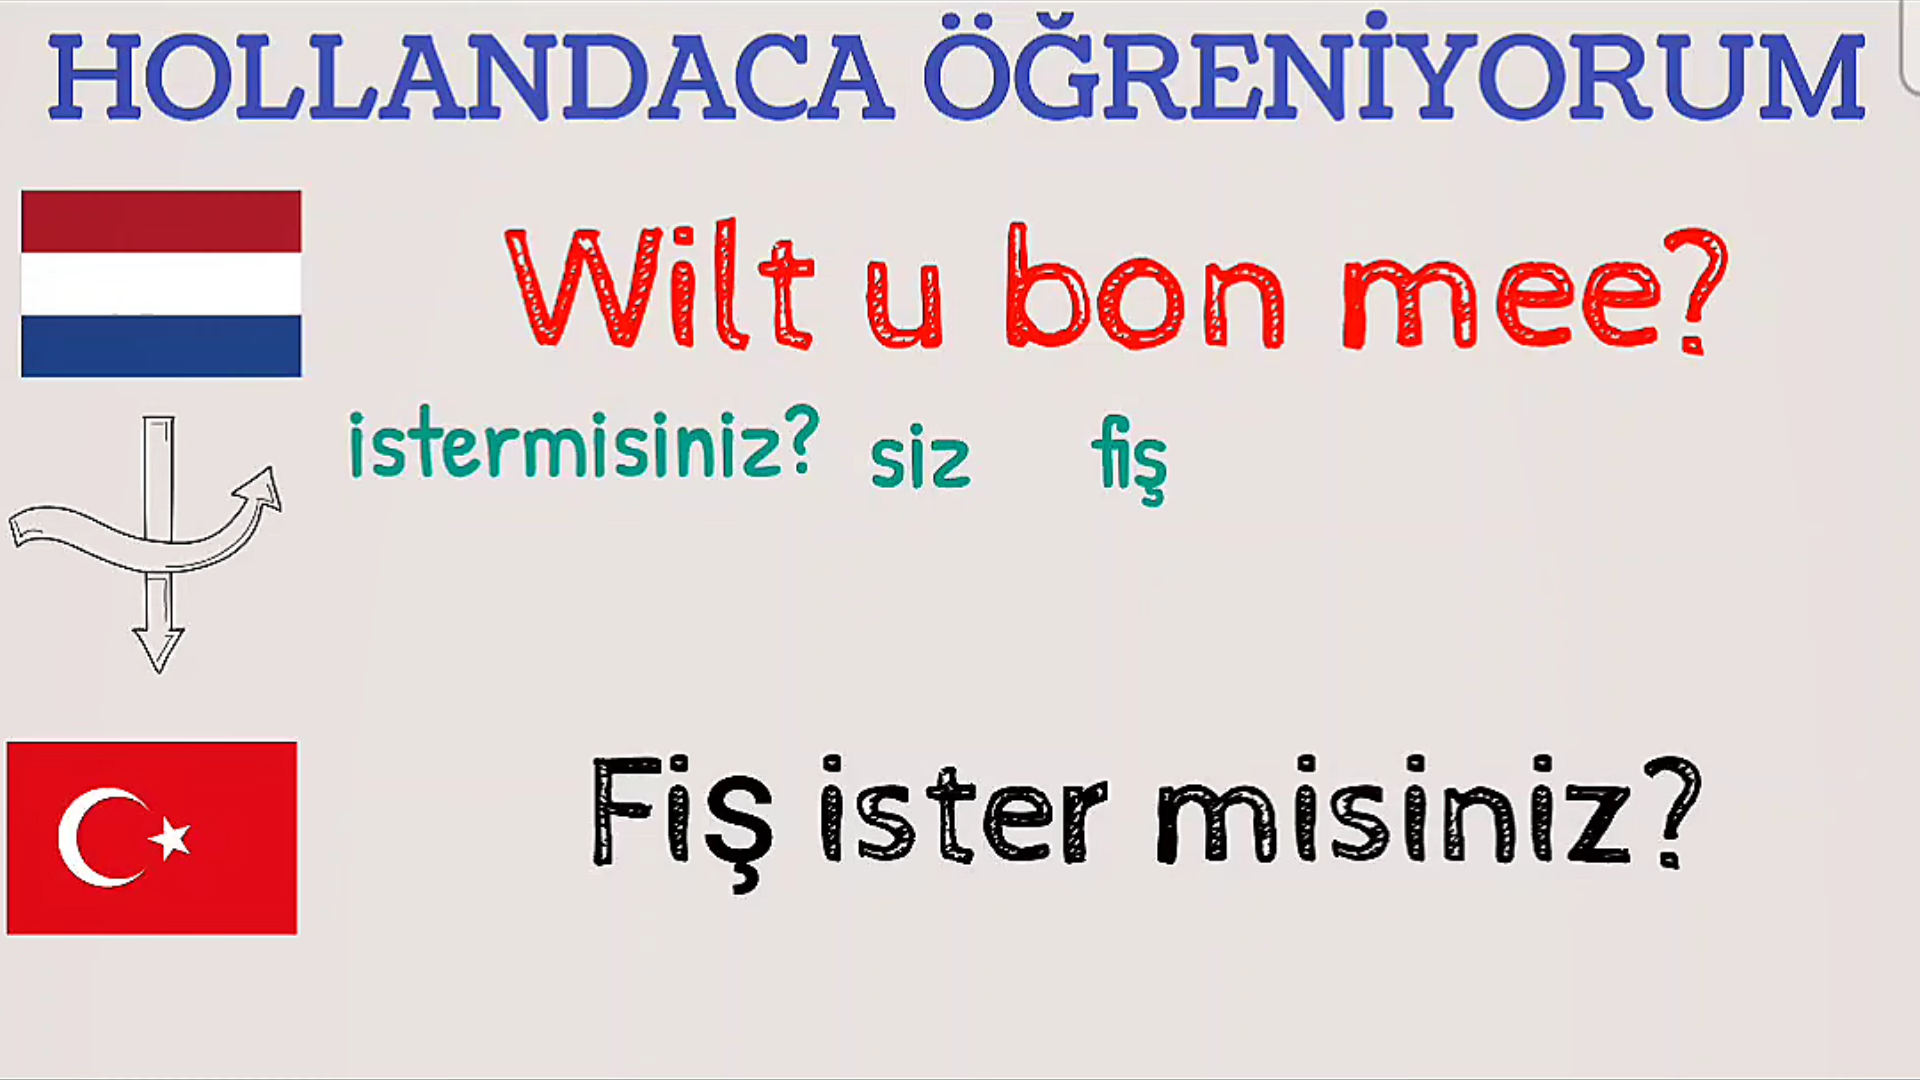 HOLLANDACA ÖĞRENİYORUM
Wilt u bon mee?
istermisiniz? siz fiş
Fiş ister misiniz?